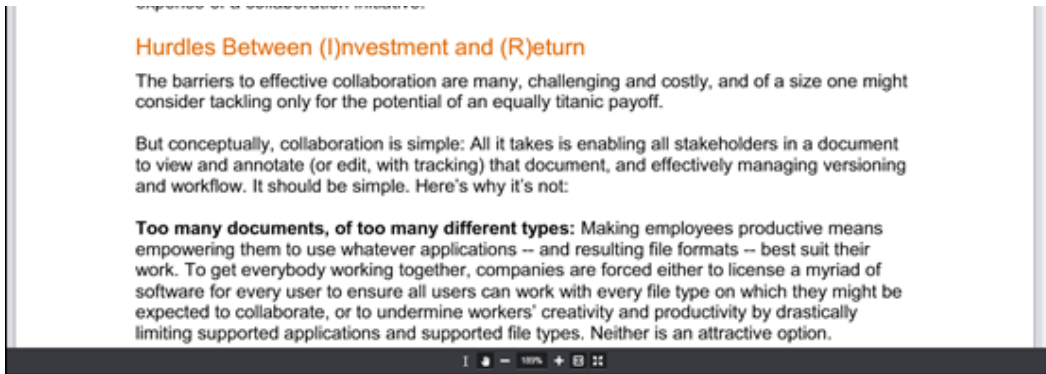 expense of a collaboration initiative.
Hurdles Between (I)nvestment and (R)eturn
The barriers to effective collaboration are many, challenging and costly, and of a size one might
consider tackling only for the potential of an equally titanic payoff.
But conceptually, collaboration is simple: All it takes is enabling all stakeholders in a document
to view and annotate (or edit, with tracking) that document, and effectively managing versioning
and workflow. It should be simple. Here's why it's not:
Too many documents, of too many different types: Making employees productive means
empowering them to use whatever applications -- and resulting file formats -- best suit their
work. To get everybody working together, companies are forced either to license a myriad of
software for every user to ensure all users can work with every file type on which they might be
expected to collaborate, or to undermine workers' creativity and productivity by drastically
limiting supported applications and supported file types. Neither is an attractive option.